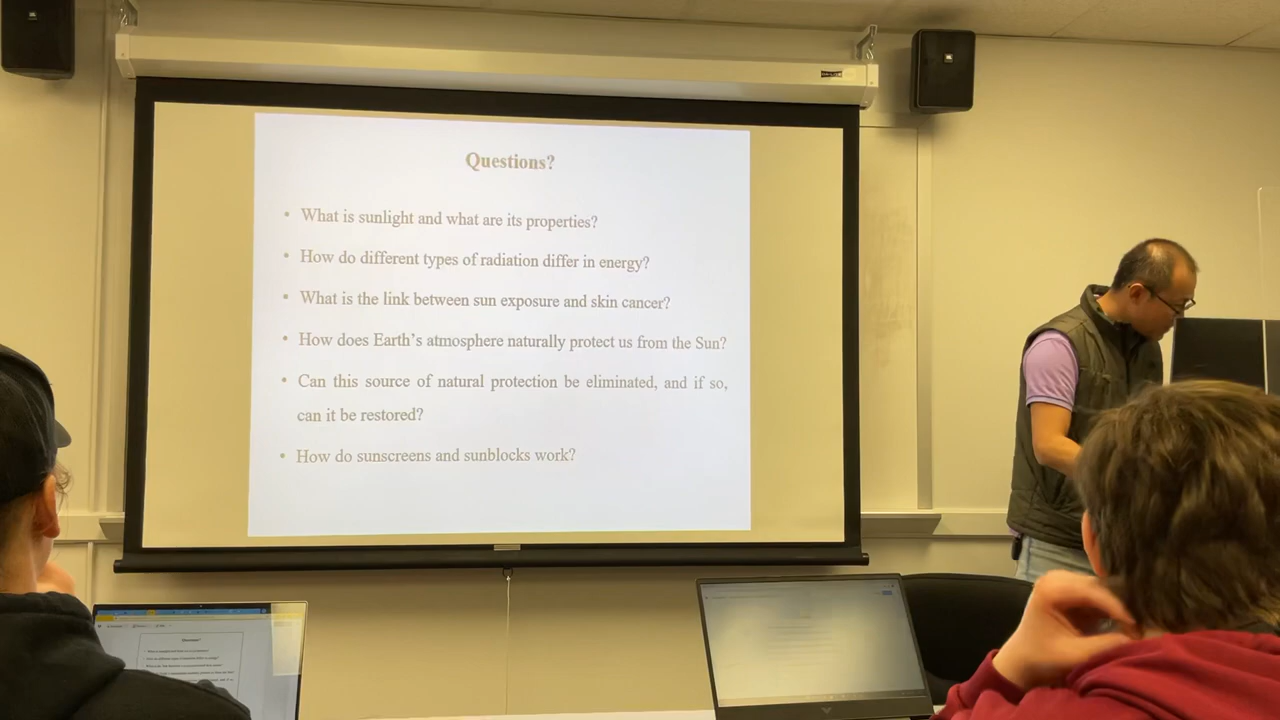 Questions?
• What is sunlight and what are its properties?
• How do different types of radiation differ in energy?
• What is the link between sun exposure and skin cancer?
• How does Earth's atmosphere naturally protect us from the Sun?
• Can this source of natural protection be eliminated, and if so,
can it be restored?
• How do sunscreens and sunblocks work?